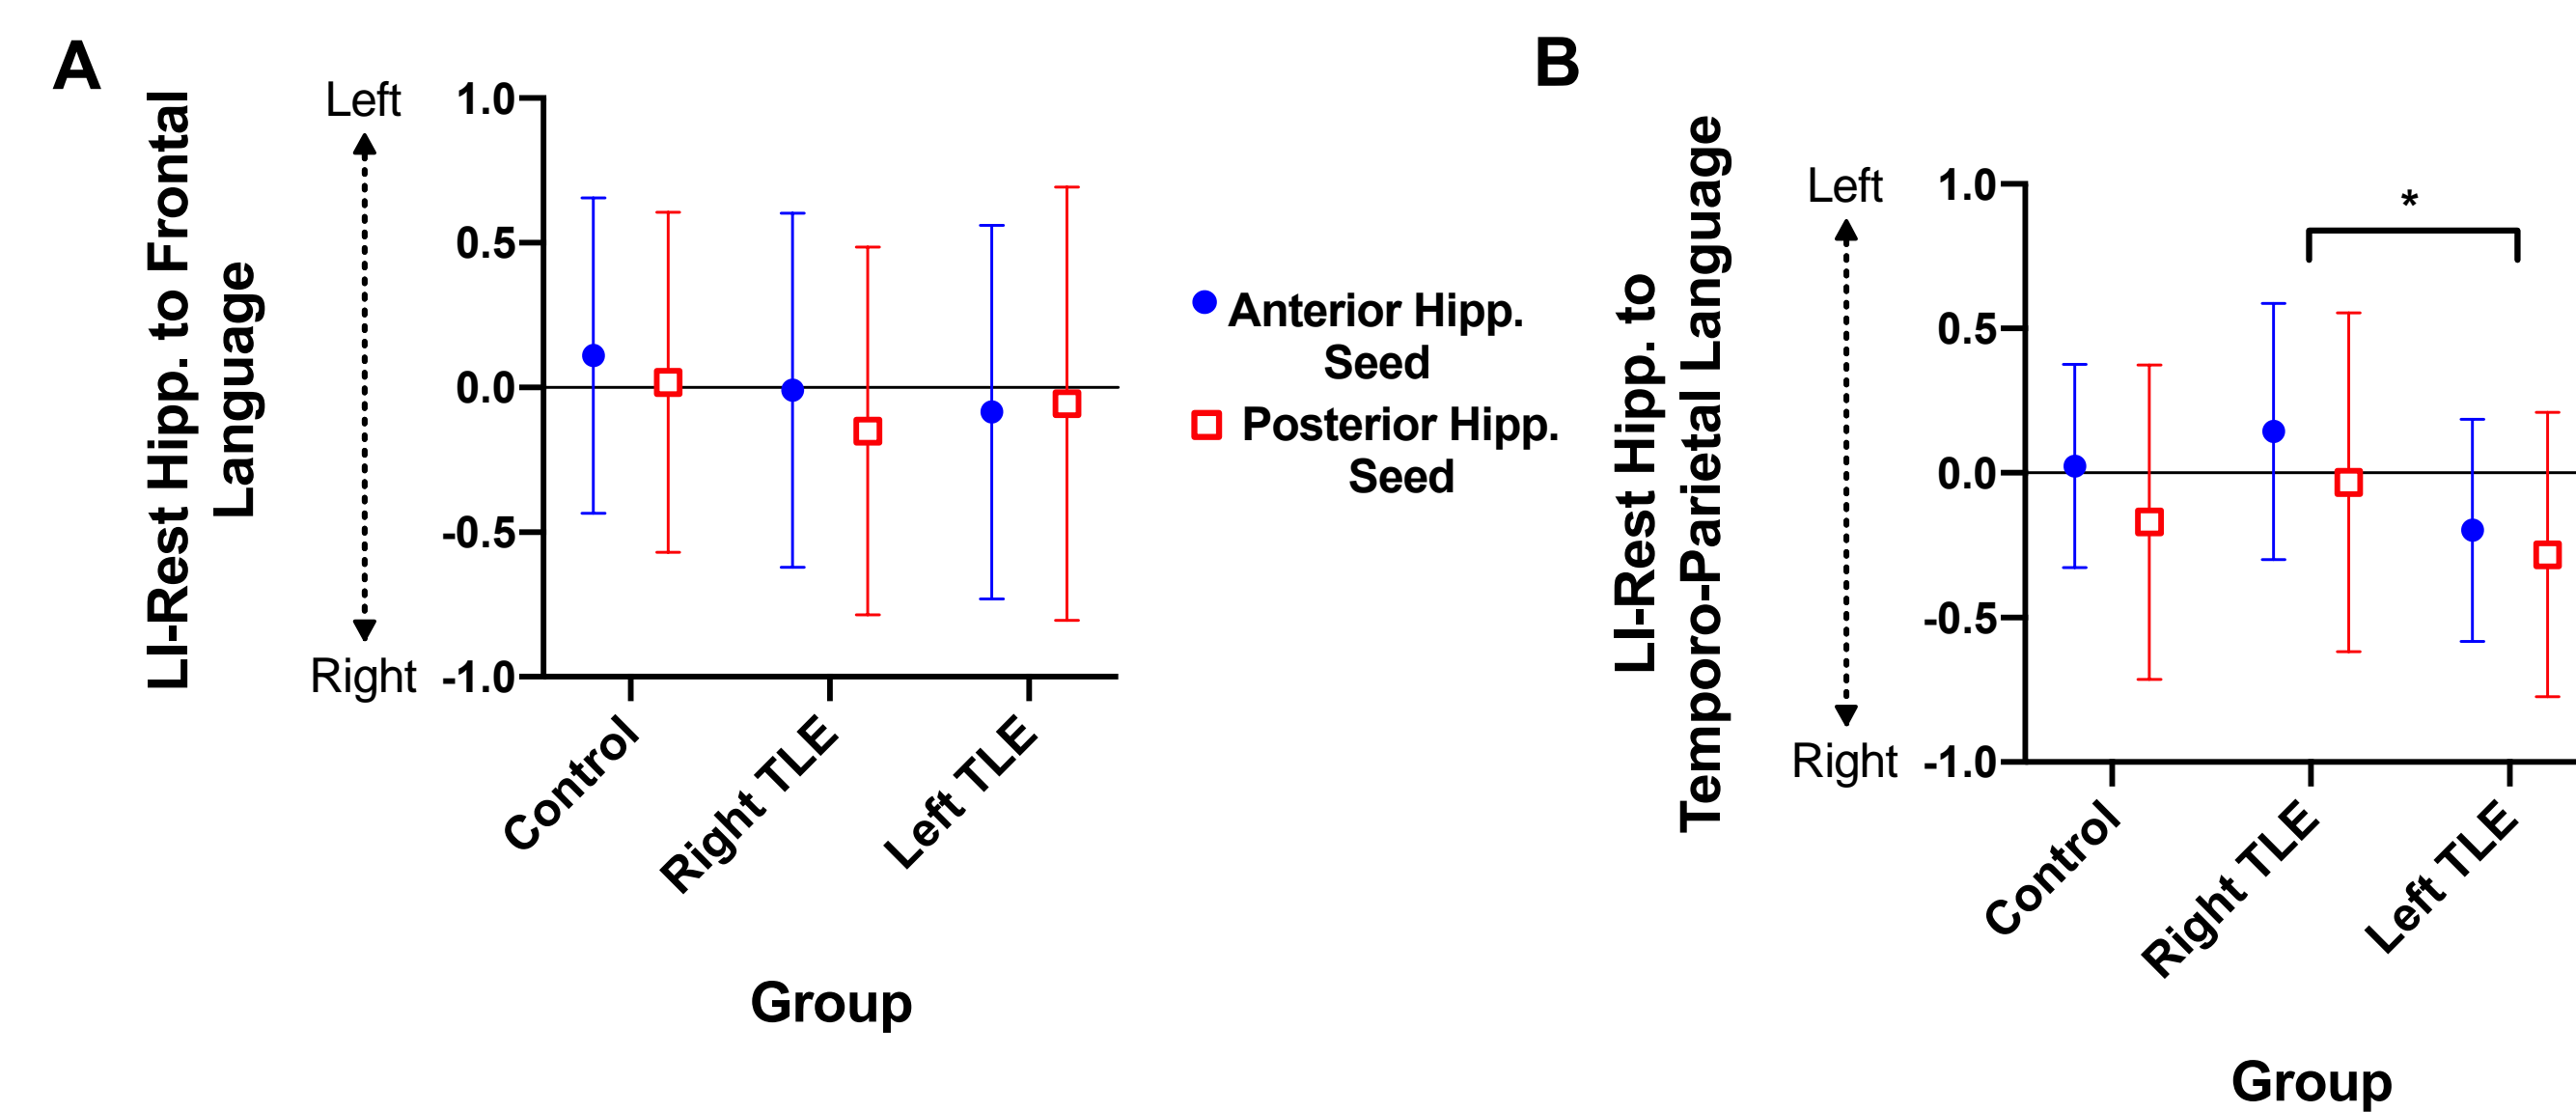 A
LI-Rest Hipp. to Frontal
Language
Left
Right
1.0
0.5
0.0
-0.5
-1.0
Control
Right TLE
Left TLE
Group
Anterior Hipp.
Seed
Posterior Hipp.
Seed
B
LI-Rest Hipp. to
Temporo-Parietal Language
Left
Right
1.0
0.5
0.0
-0.5
-1.0
*
Control
Right TLE
Left TLE
Group